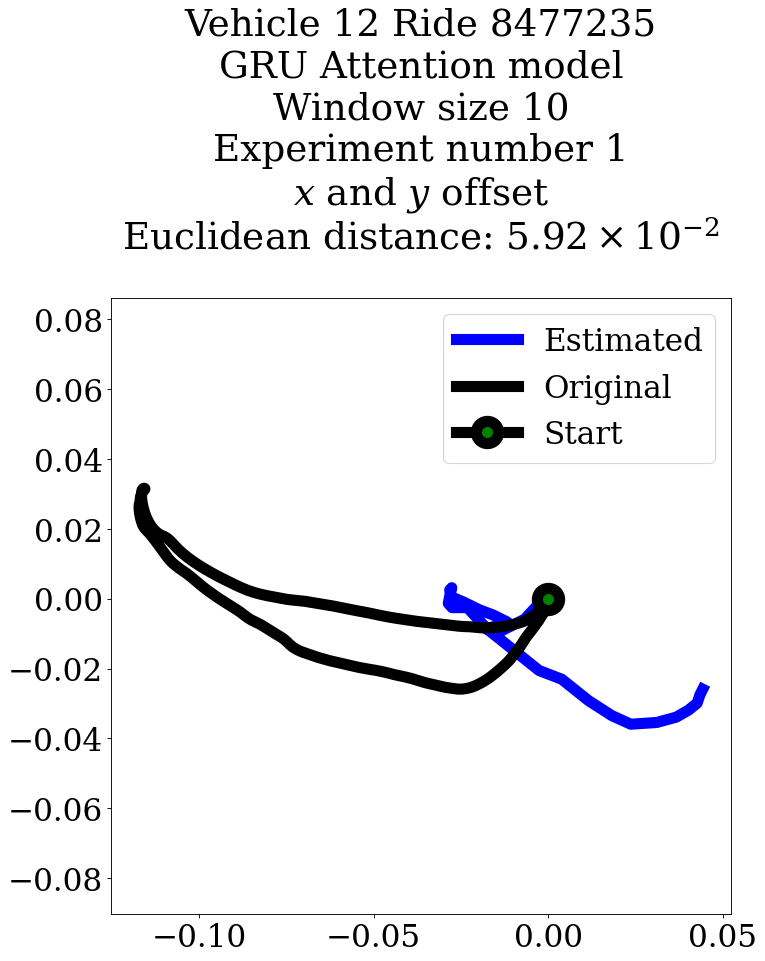 Vehicle 12 Ride 8477235
GRU Attention model
Window size 10
Experiment number 1
x and y offset
Euclidean distance: 5.92 × 10⁻²
Estimated
Original
Start
0.08
0.06
0.04
0.02
0.00
−0.02
−0.04
−0.06
−0.08
−0.10
−0.05
0.00
0.05